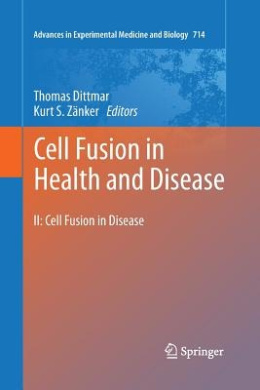 Advances in Experimental Medicine and Biology 714
Thomas Dittmar
Kurt S. Zänker Editors
Cell Fusion in
Health and Disease
II: Cell Fusion in Disease
Springer